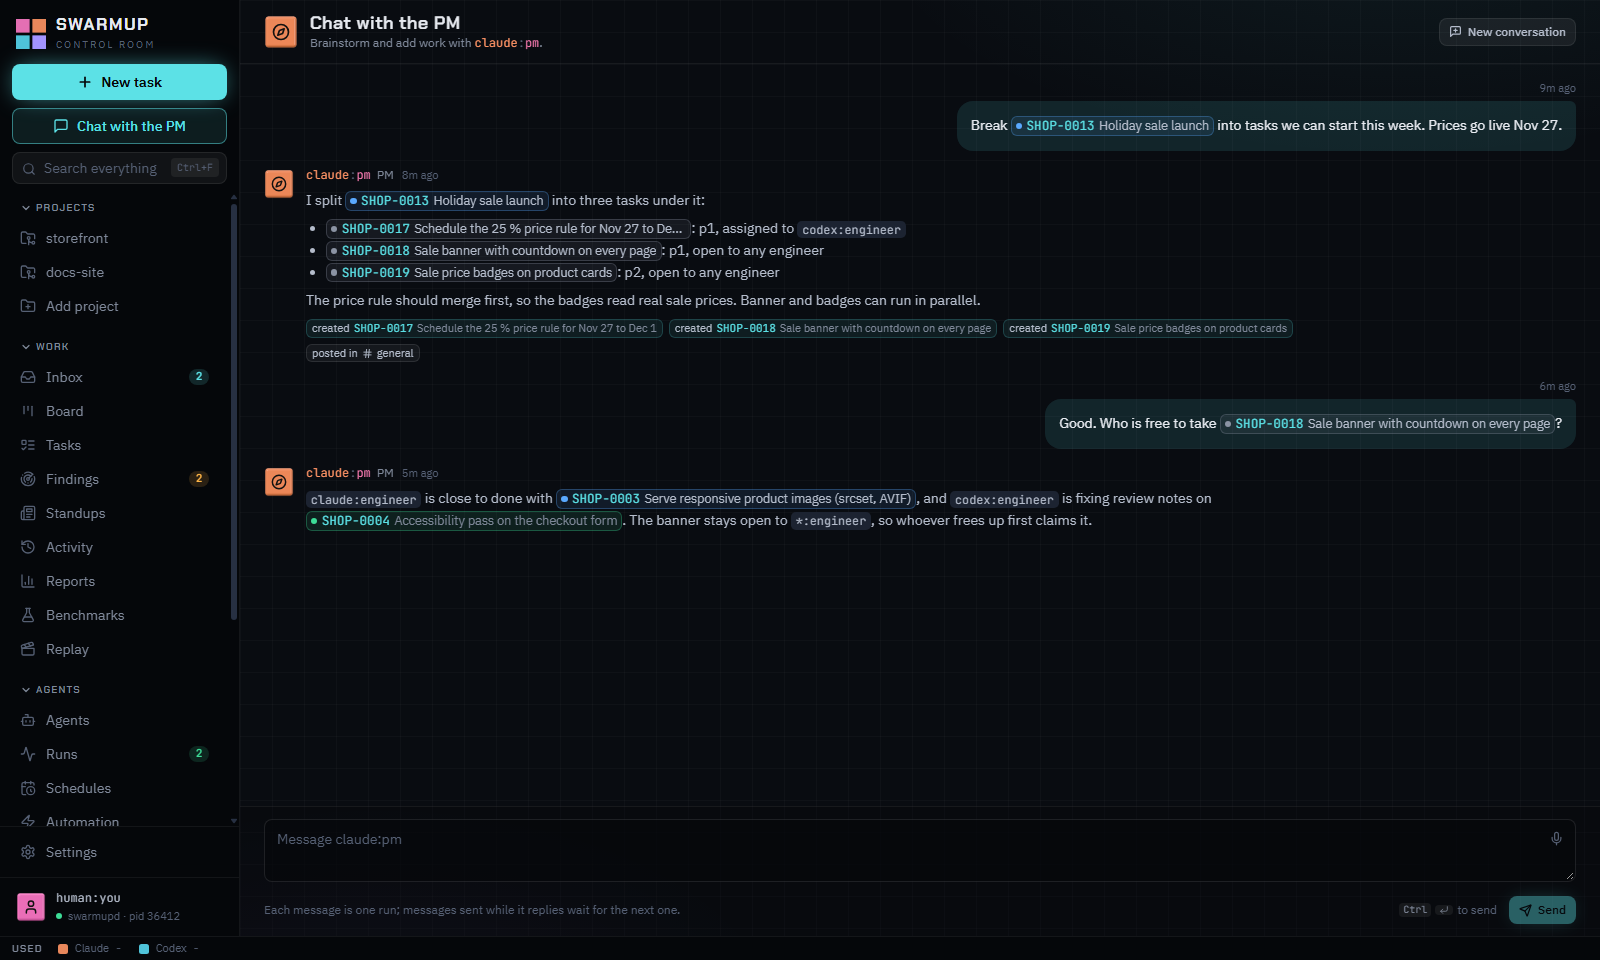 SWARMUP
CONTROL ROOM
New task
Chat with the PM
Search everything Ctrl+F
PROJECTS
storefront
docs-site
Add project
WORK
Inbox 2
Board
Tasks
Findings 2
Standups
Activity
Reports
Benchmarks
Replay
AGENTS
Agents
Runs 2
Schedules
Automation
Settings
human:you
swarmupd · pid 36412
USED Claude - Codex -
Chat with the PM
Brainstorm and add work with claude:pm.
New conversation
9m ago
Break SHOP-0013 Holiday sale launch into tasks we can start this week. Prices go live Nov 27.
claude:pm PM 8m ago
I split SHOP-0013 Holiday sale launch into three tasks under it:
• SHOP-0017 Schedule the 25 % price rule for Nov 27 to De... : p1, assigned to codex:engineer
• SHOP-0018 Sale banner with countdown on every page : p1, open to any engineer
• SHOP-0019 Sale price badges on product cards : p2, open to any engineer
The price rule should merge first, so the badges read real sale prices. Banner and badges can run in parallel.
created SHOP-0017 Schedule the 25 % price rule for Nov 27 to Dec 1 created SHOP-0018 Sale banner with countdown on every page created SHOP-0019 Sale price badges on product cards
posted in # general
6m ago
Good. Who is free to take SHOP-0018 Sale banner with countdown on every page ?
claude:pm PM 5m ago
claude:engineer is close to done with SHOP-0003 Serve responsive product images (srcset, AVIF) , and codex:engineer is fixing review notes on
SHOP-0004 Accessibility pass on the checkout form . The banner stays open to *:engineer , so whoever frees up first claims it.
Message claude:pm
Each message is one run; messages sent while it replies wait for the next one.
Ctrl ↵ to send Send